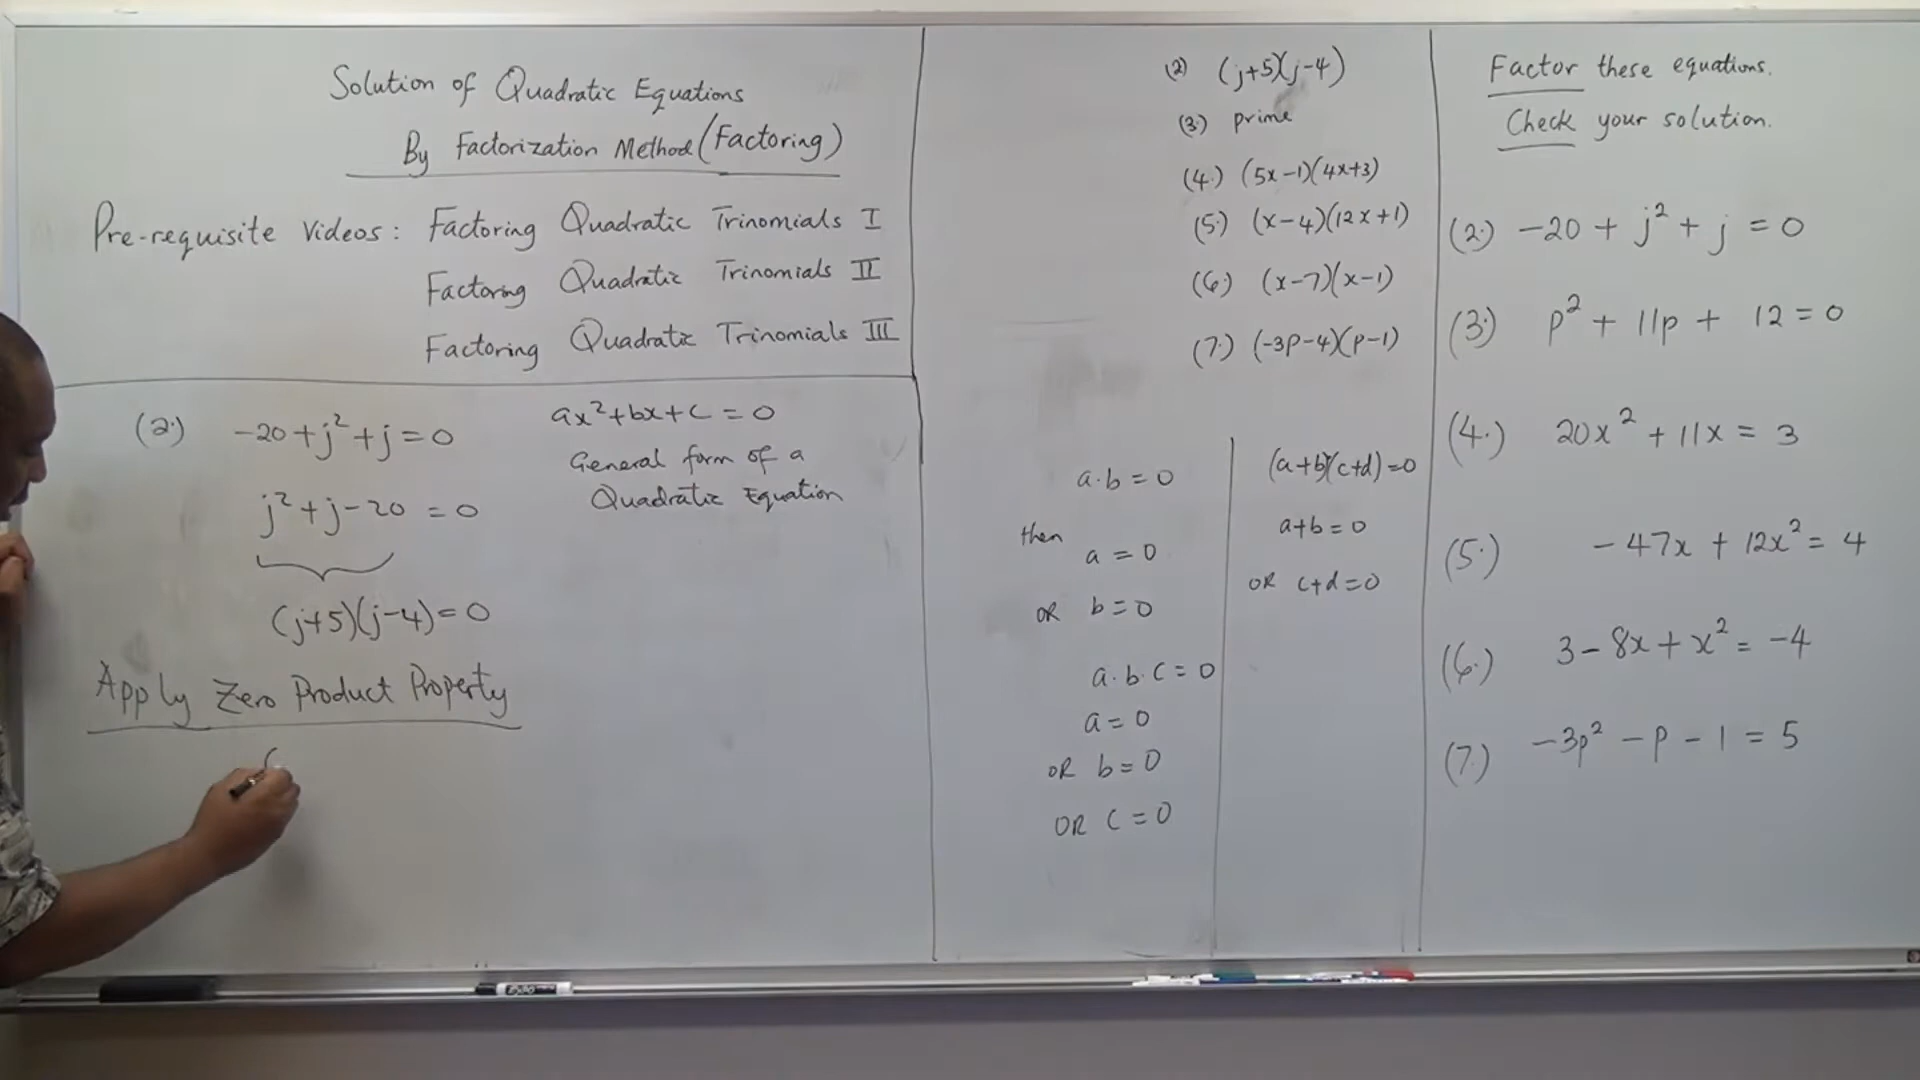 Solution of Quadratic Equations
By Factorization Method (Factoring)
Pre-requisite Videos: Factoring Quadratic Trinomials I
Factoring Quadratic Trinomials II
Factoring Quadratic Trinomials III
(2.) -20+j²+j=0
j²+j-20 = 0
(j+5)(j-4)=0
Apply Zero Product Property
(
ax²+bx+c = 0
General form of a
Quadratic Equation
(2) (j+5)(j-4)
(3.) prime
(4.) (5x-1)(4x+3)
(5.) (x-4)(12x+1)
(6.) (x-7)(x-1)
(7.) (-3p-4)(p-1)
a·b = 0
then
a = 0
OR b = 0
a·b·c = 0
a = 0
OR b = 0
OR c = 0
(a+b)(c+d)=0
a+b = 0
OR c+d=0
Factor these equations.
Check your solution.
(2.) -20 + j² + j = 0
(3.) p² + 11p + 12 = 0
(4.) 20x² + 11x = 3
(5.) -47x + 12x² = 4
(6.) 3-8x+x² = -4
(7.) -3p² - p - 1 = 5
EXPO